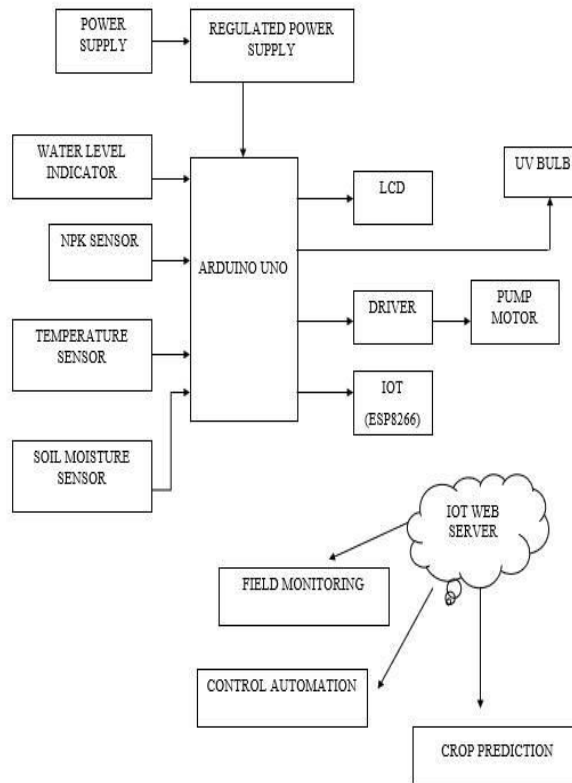 POWER
SUPPLY
REGULATED POWER
SUPPLY
WATER LEVEL
INDICATOR
NPK SENSOR
TEMPERATURE
SENSOR
SOIL MOISTURE
SENSOR
ARDUINO UNO
LCD
UV BULB
DRIVER
PUMP
MOTOR
IOT
(ESP8266)
IOT WEB
SERVER
FIELD MONITORING
CONTROL AUTOMATION
CROP PREDICTION